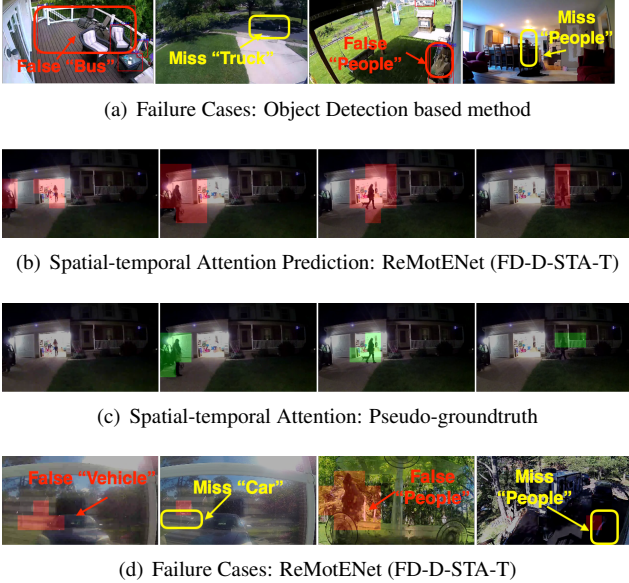 False “Bus”
Miss “Truck”
False
“People”
Miss
“People”
(a) Failure Cases: Object Detection based method
(b) Spatial-temporal Attention Prediction: ReMotENet (FD-D-STA-T)
(c) Spatial-temporal Attention: Pseudo-groundtruth
False “Vehicle”
Miss “Car”
False
“People”
Miss
“People”
(d) Failure Cases: ReMotENet (FD-D-STA-T)